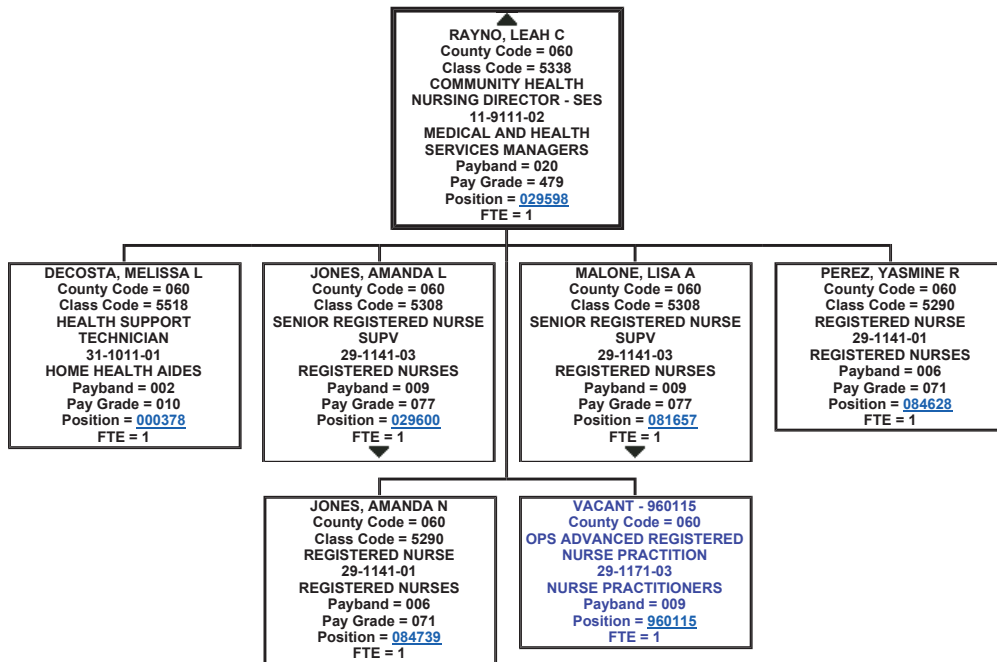 RAYNO, LEAH C
County Code = 060
Class Code = 5338
COMMUNITY HEALTH
NURSING DIRECTOR - SES
11-9111-02
MEDICAL AND HEALTH
SERVICES MANAGERS
Payband = 020
Pay Grade = 479
Position = 029598
FTE = 1
DECOSTA, MELISSA L
County Code = 060
Class Code = 5518
HEALTH SUPPORT
TECHNICIAN
31-1011-01
HOME HEALTH AIDES
Payband = 002
Pay Grade = 010
Position = 000378
FTE = 1
JONES, AMANDA L
County Code = 060
Class Code = 5308
SENIOR REGISTERED NURSE
SUPV
29-1141-03
REGISTERED NURSES
Payband = 009
Pay Grade = 077
Position = 029600
FTE = 1
MALONE, LISA A
County Code = 060
Class Code = 5308
SENIOR REGISTERED NURSE
SUPV
29-1141-03
REGISTERED NURSES
Payband = 009
Pay Grade = 077
Position = 081657
FTE = 1
PEREZ, YASMINE R
County Code = 060
Class Code = 5290
REGISTERED NURSE
29-1141-01
REGISTERED NURSES
Payband = 006
Pay Grade = 071
Position = 084628
FTE = 1
JONES, AMANDA N
County Code = 060
Class Code = 5290
REGISTERED NURSE
29-1141-01
REGISTERED NURSES
Payband = 006
Pay Grade = 071
Position = 084739
FTE = 1
VACANT - 960115
County Code = 060
OPS ADVANCED REGISTERED
NURSE PRACTITION
29-1171-03
NURSE PRACTITIONERS
Payband = 009
Position = 960115
FTE = 1